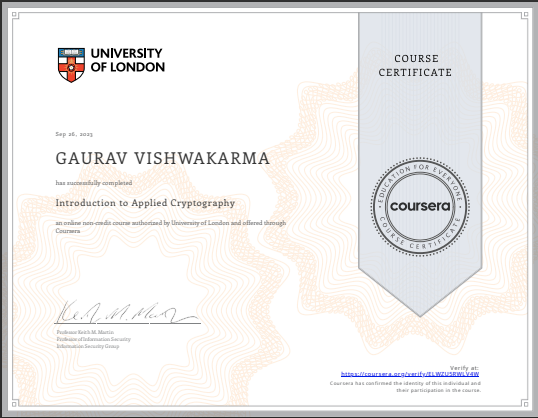 UNIVERSITY
OF LONDON
COURSE
CERTIFICATE
Sep 26, 2023
GAURAV VISHWAKARMA
has successfully completed
Introduction to Applied Cryptography
an online non-credit course authorized by University of London and offered through
Coursera
EDUCATION FOR EVERYONE
coursera
COURSE CERTIFICATE
Professor Keith M. Martin
Professor of Information Security
Information Security Group
Verify at:
https://coursera.org/verify/ELWZU5RWLV4W
Coursera has confirmed the identity of this individual and
their participation in the course.